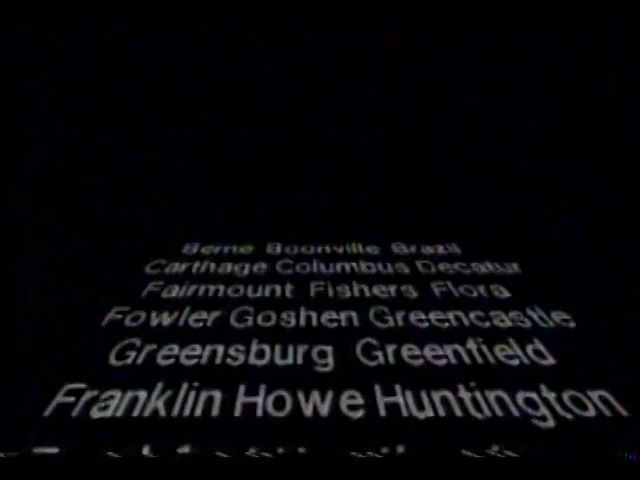 Berne Boonville Brazil
Carthage Columbus Decatur
Fairmount Fishers Flora
Fowler Goshen Greencastle
Greensburg Greenfield
Franklin Howe Huntington